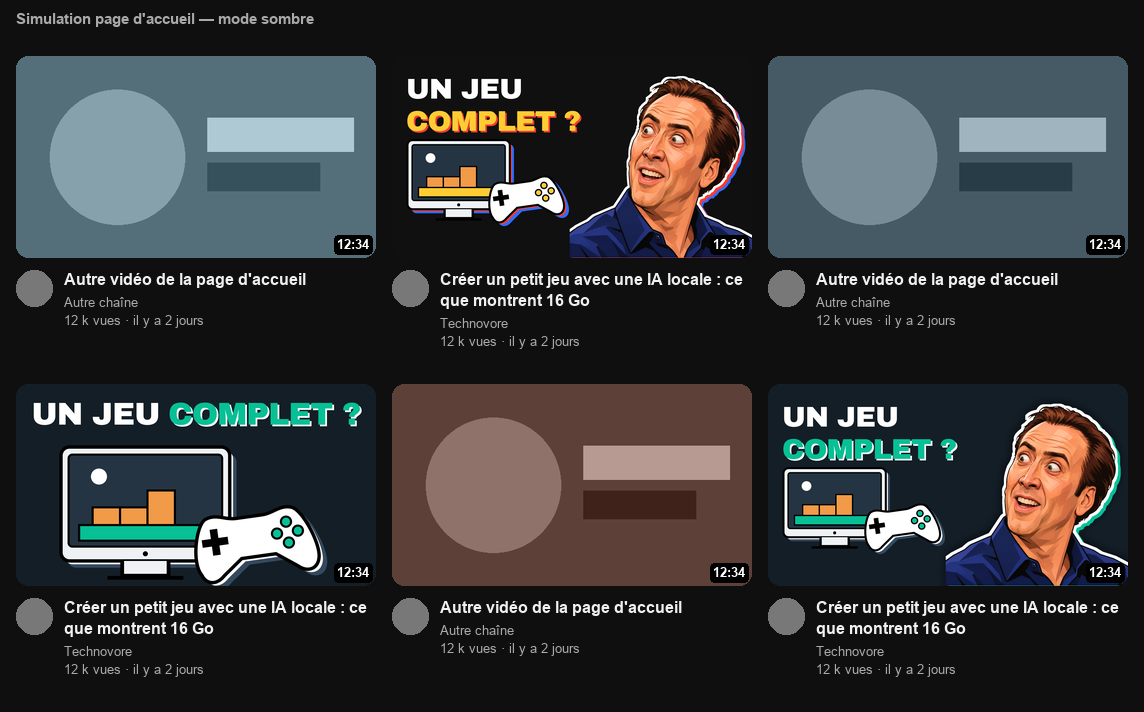 Simulation page d'accueil — mode sombre
12:34
Autre vidéo de la page d'accueil
Autre chaîne
12 k vues · il y a 2 jours
UN JEU
COMPLET ?
12:34
Créer un petit jeu avec une IA locale : ce
que montrent 16 Go
Technovore
12 k vues · il y a 2 jours
12:34
Autre vidéo de la page d'accueil
Autre chaîne
12 k vues · il y a 2 jours
UN JEU COMPLET ?
12:34
Créer un petit jeu avec une IA locale : ce
que montrent 16 Go
Technovore
12 k vues · il y a 2 jours
12:34
Autre vidéo de la page d'accueil
Autre chaîne
12 k vues · il y a 2 jours
UN JEU
COMPLET ?
12:34
Créer un petit jeu avec une IA locale : ce
que montrent 16 Go
Technovore
12 k vues · il y a 2 jours